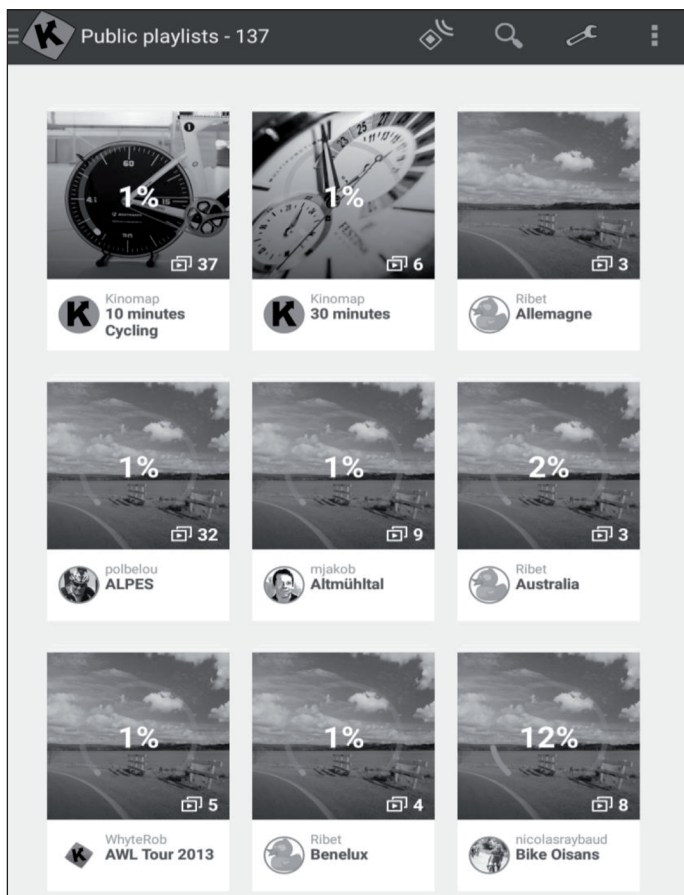 Public playlists - 137
1%
37
Kinomap
10 minutes
Cycling
1%
6
Kinomap
30 minutes
3
Ribet
Allemagne
1%
32
polbelou
ALPES
1%
9
mjakob
Altmühltal
2%
3
Ribet
Australia
1%
5
WhyteRob
AWL Tour 2013
1%
4
Ribet
Benelux
12%
8
nicolasraybaud
Bike Oisans